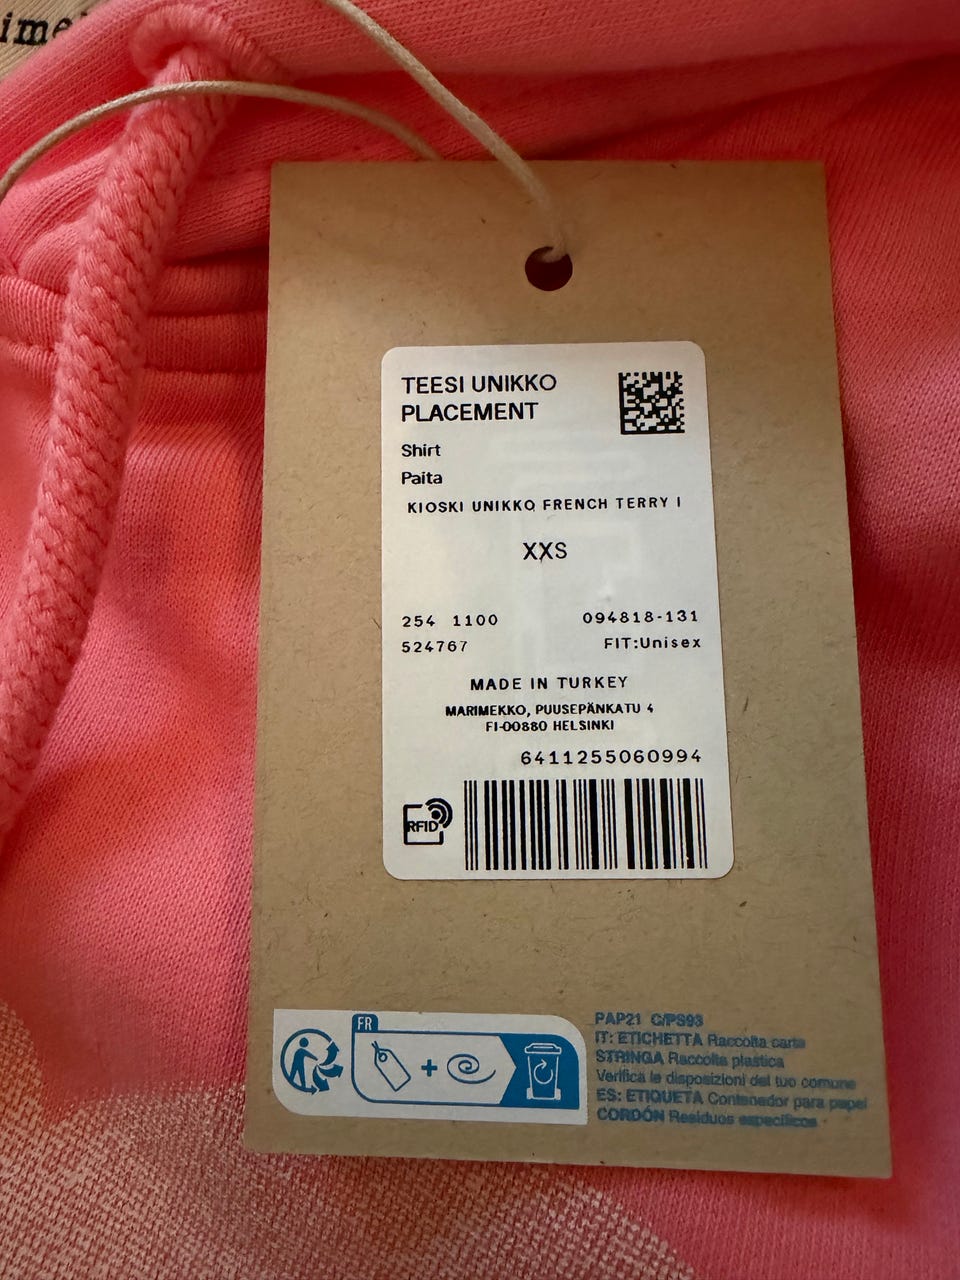 TEESI UNIKKO
PLACEMENT
Shirt
Paita
KIOSKI UNIKKO FRENCH TERRY I
XXS
254 1100 094818-131
524767 FIT:Unisex
MADE IN TURKEY
MARIMEKKO, PUUSEPÄNKATU 4
FI-00880 HELSINKI
6411255060994
RFID
FR
PAP21 C/PS93
IT: ETICHETTA Raccolta carta
STRINGA Raccolta plastica
Verifica le disposizioni del tuo comune
ES: ETIQUETA Contenedor para papel
CORDÓN Residuos específicos